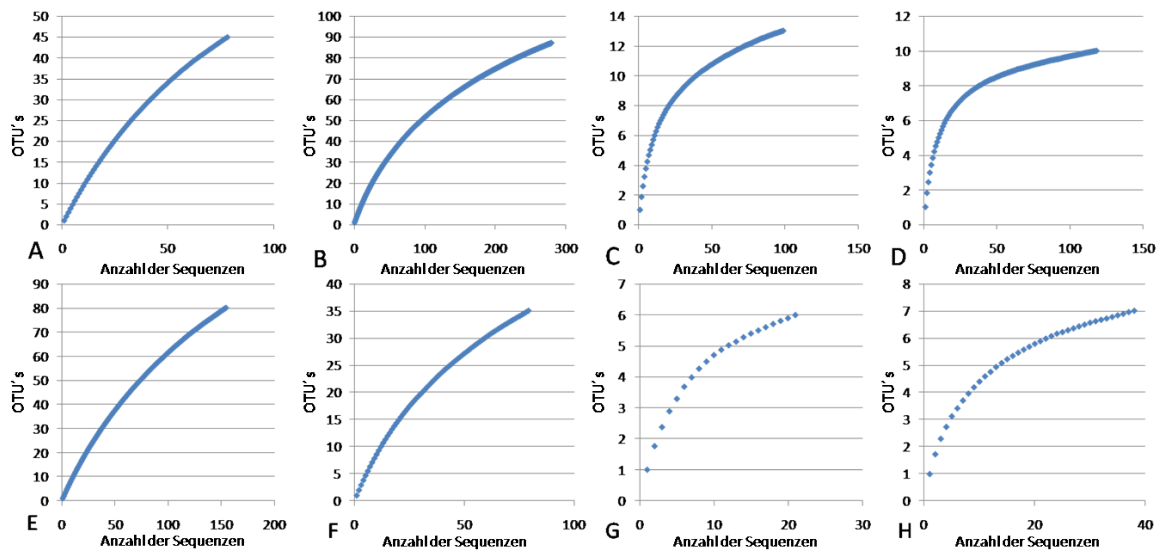 50
45
40
35
30
25
20
15
10
5
0
OTU´s
0 50 100
A
Anzahl der Sequenzen
100
90
80
70
60
50
40
30
20
10
0
OTU´s
0 100 200 300
B
Anzahl der Sequenzen
14
12
10
8
6
4
2
0
OTU´s
0 50 100 150
C
Anzahl der Sequenzen
12
10
8
6
4
2
0
OTU´s
0 50 100 150
D
Anzahl der Sequenzen
90
80
70
60
50
40
30
20
10
0
OTU´s
0 50 100 150 200
E
Anzahl der Sequenzen
40
35
30
25
20
15
10
5
0
OTU´s
0 50 100
F
Anzahl der Sequenzen
7
6
5
4
3
2
1
0
OTU´s
0 10 20 30
G
Anzahl der Sequenzen
8
7
6
5
4
3
2
1
0
OTU´s
0 20 40
H
Anzahl der Sequenzen